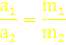 a₁/a₂ = m₁/m₂